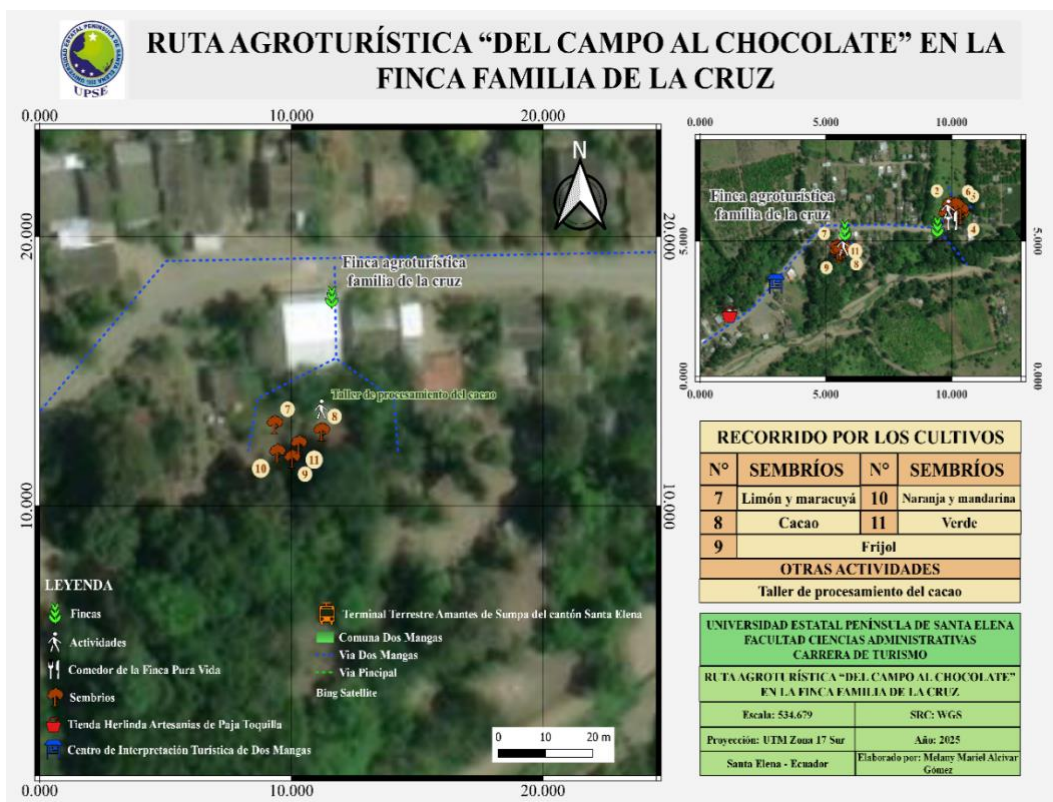 UNIVERSIDAD ESTATAL PENÍNSULA DE SANTA ELENA
UPSE
RUTA AGROTURÍSTICA “DEL CAMPO AL CHOCOLATE” EN LA
FINCA FAMILIA DE LA CRUZ
0.000 10.000 20.000
20.000
10.000
20.000
10.000
0.000 10.000 20.000
N
Finca agroturística
familia de la cruz
Taller de procesamiento del cacao
7
8
10
11
9
LEYENDA
Fincas
Actividades
Comedor de la Finca Pura Vida
Sembrios
Tienda Herlinda Artesanias de Paja Toquilla
Centro de Interpretación Turística de Dos Mangas
Terminal Terrestre Amantes de Sumpa del cantón Santa Elena
Comuna Dos Mangas
Via Dos Mangas
Via Pincipal
Bing Satellite
0 10 20 m
0.000 5.000 10.000
5.000
0.000
5.000
0.000
0.000 5.000 10.000
Finca agroturística
familia de la cruz
2
6
4
7
11
9
8
RECORRIDO POR LOS CULTIVOS
N° SEMBRÍOS N° SEMBRÍOS
7 Limón y maracuyá 10 Naranja y mandarina
8 Cacao 11 Verde
9 Frijol
OTRAS ACTIVIDADES
Taller de procesamiento del cacao
UNIVERSIDAD ESTATAL PENÍNSULA DE SANTA ELENA
FACULTAD CIENCIAS ADMINISTRATIVAS
CARRERA DE TURISMO
RUTA AGROTURÍSTICA “DEL CAMPO AL CHOCOLATE”
EN LA FINCA FAMILIA DE LA CRUZ
Escala: 534.679 SRC: WGS
Proyección: UTM Zona 17 Sur Año: 2025
Santa Elena - Ecuador Elaborado por: Melany Mariel Alcivar
Gómez